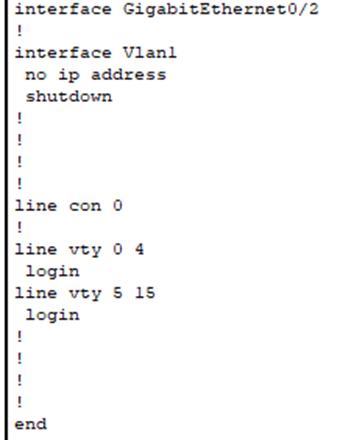 interface GigabitEthernet0/2
!
interface Vlan1
 no ip address
 shutdown
!
!
!
!
line con 0
!
line vty 0 4
 login
line vty 5 15
 login
!
!
!
!
end